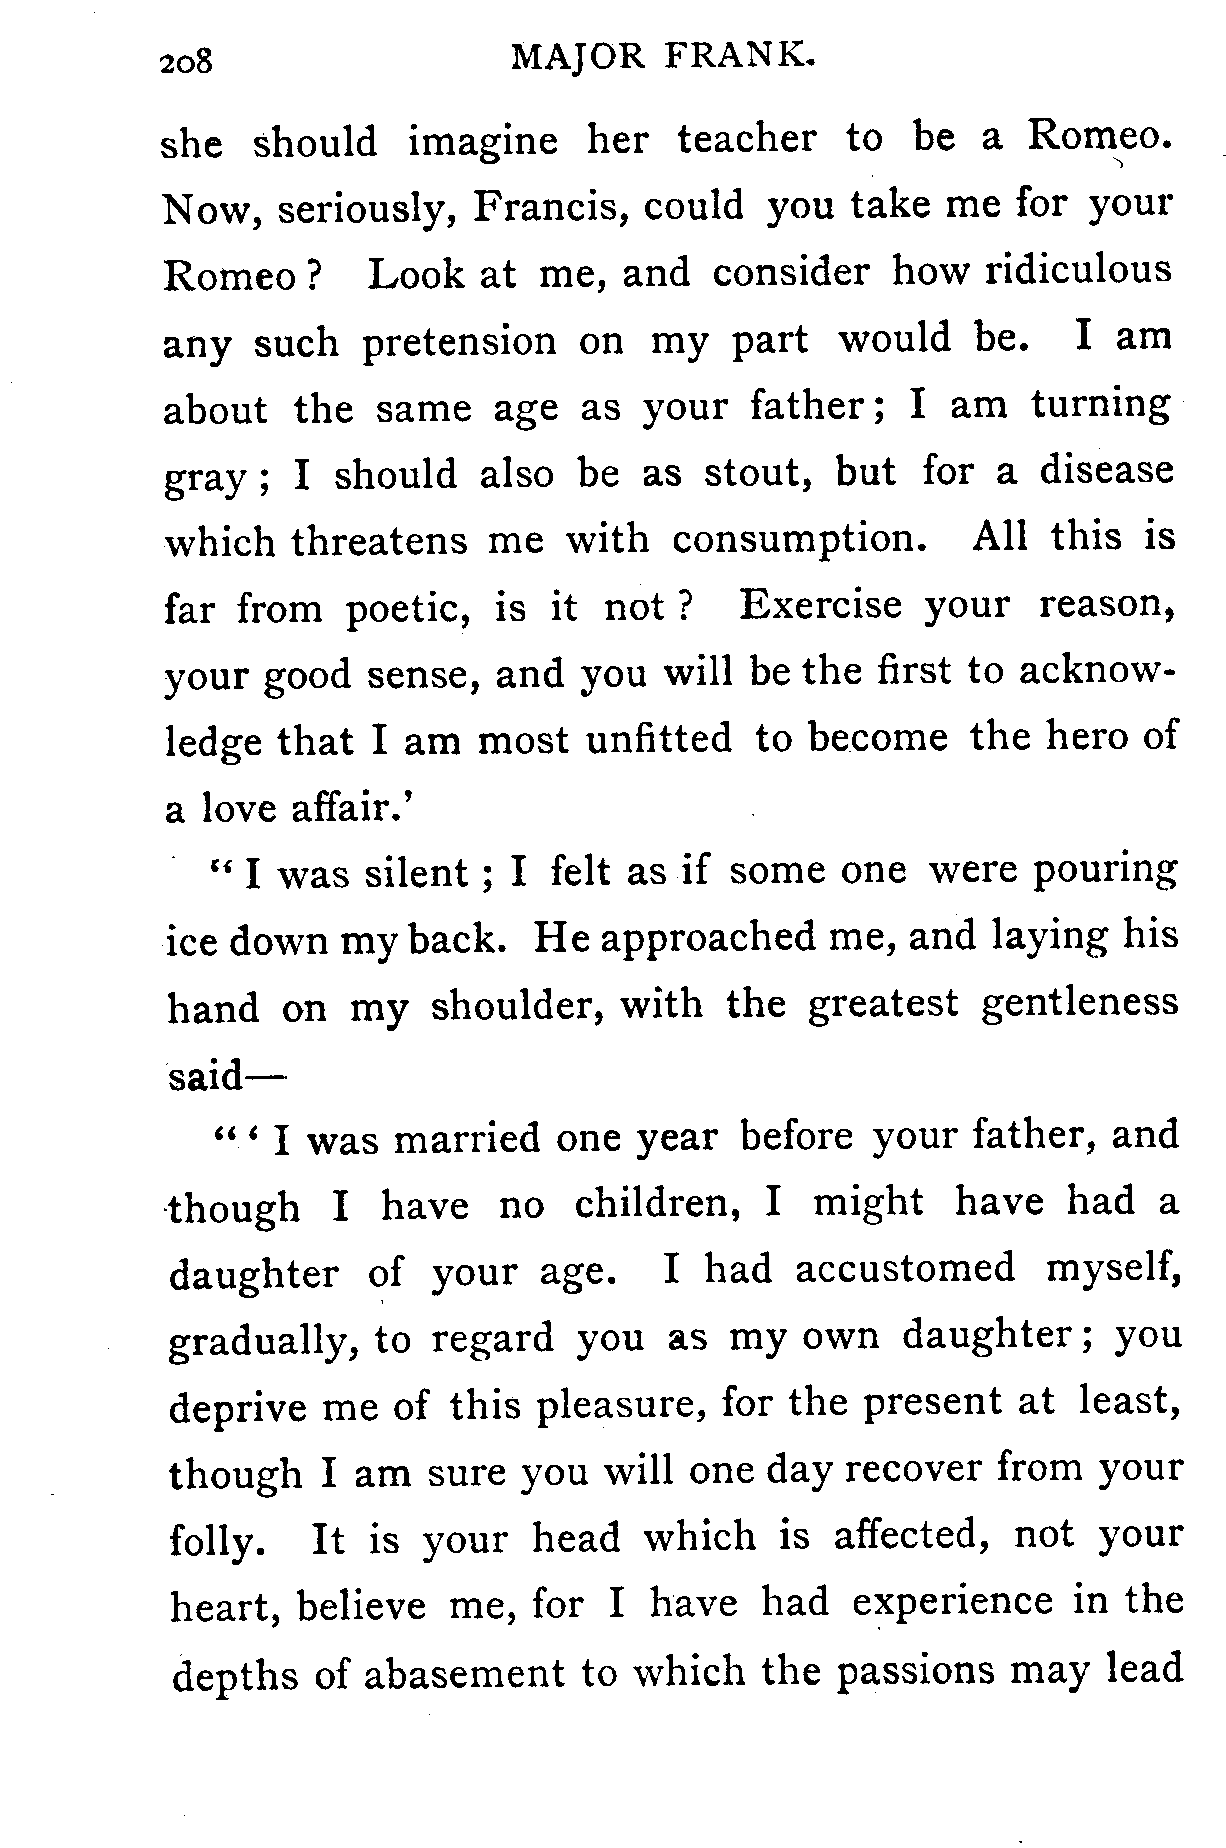 208 MAJOR FRANK.
she should imagine her teacher to be a Romeo.
Now, seriously, Francis, could you take me for your
Romeo ? Look at me, and consider how ridiculous
any such pretension on my part would be. I am
about the same age as your father ; I am turning
gray ; I should also be as stout, but for a disease
which threatens me with consumption. All this is
far from poetic, is it not ? Exercise your reason,
your good sense, and you will be the first to acknow-
ledge that I am most unfitted to become the hero of
a love affair.’
“ I was silent ; I felt as if some one were pouring
ice down my back. He approached me, and laying his
hand on my shoulder, with the greatest gentleness
said—
“ ‘ I was married one year before your father, and
though I have no children, I might have had a
daughter of your age. I had accustomed myself,
gradually, to regard you as my own daughter ; you
deprive me of this pleasure, for the present at least,
though I am sure you will one day recover from your
folly. It is your head which is affected, not your
heart, believe me, for I have had experience in the
depths of abasement to which the passions may lead